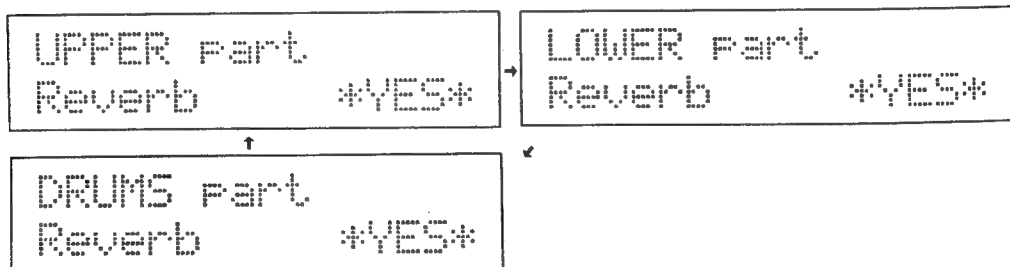 UPPER part
Reverb *YES*
LOWER part
Reverb *YES*
DRUMS part
Reverb *YES*